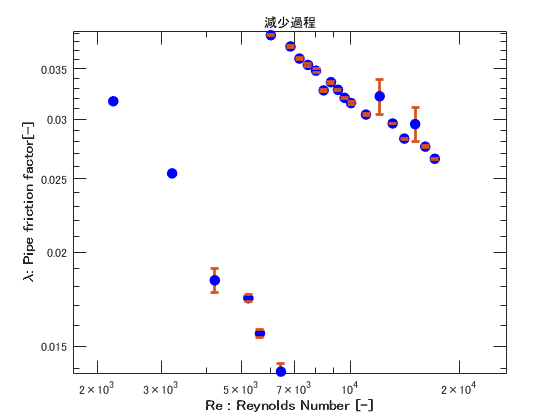 減少過程
0.035
0.03
0.025
0.02
0.015
λ: Pipe friction factor[-]
2×10³ 3×10³ 5×10³ 7×10³ 10⁴ 2×10⁴
Re : Reynolds Number [-]